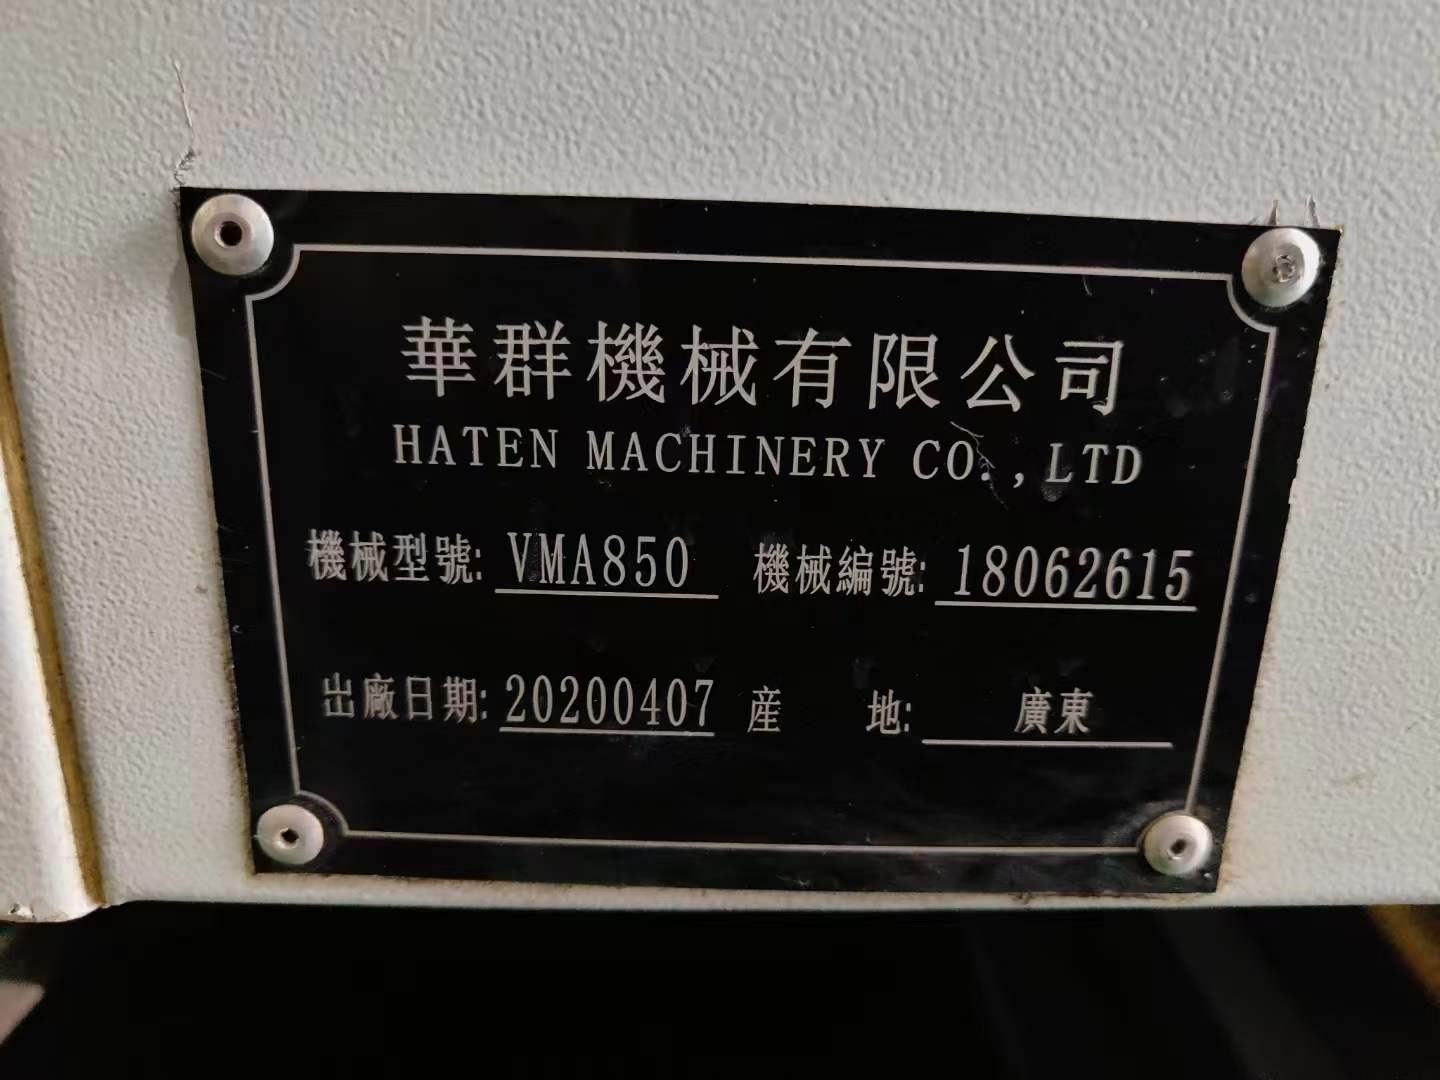 華群機械有限公司
HATEN MACHINERY CO.,LTD
機械型號: VMA850 機械編號: 18062615
出廠日期: 20200407 産 地: 廣東